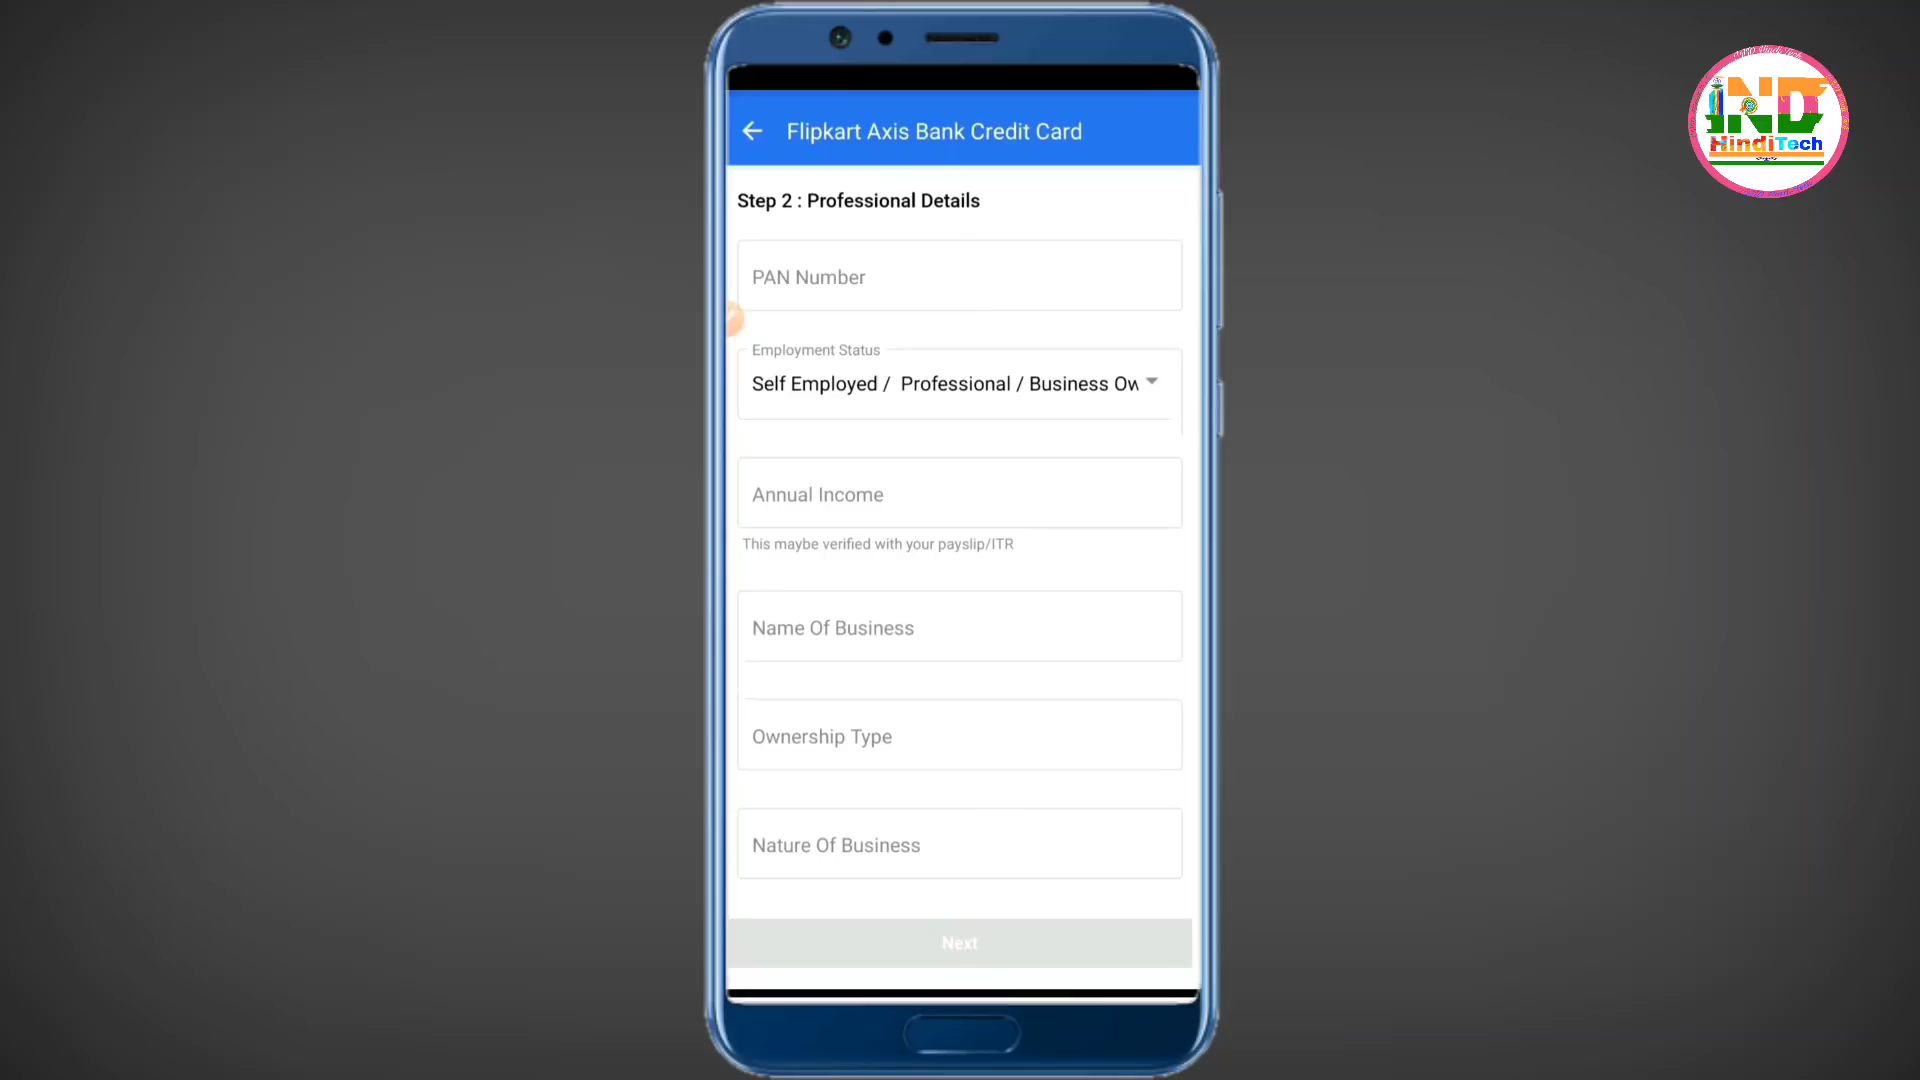 Flipkart Axis Bank Credit Card
IND
HindiTech
Step 2 : Professional Details
PAN Number
Employment Status
Self Employed / Professional / Business Ow
Annual Income
This maybe verified with your payslip/ITR
Name Of Business
Ownership Type
Nature Of Business
Next